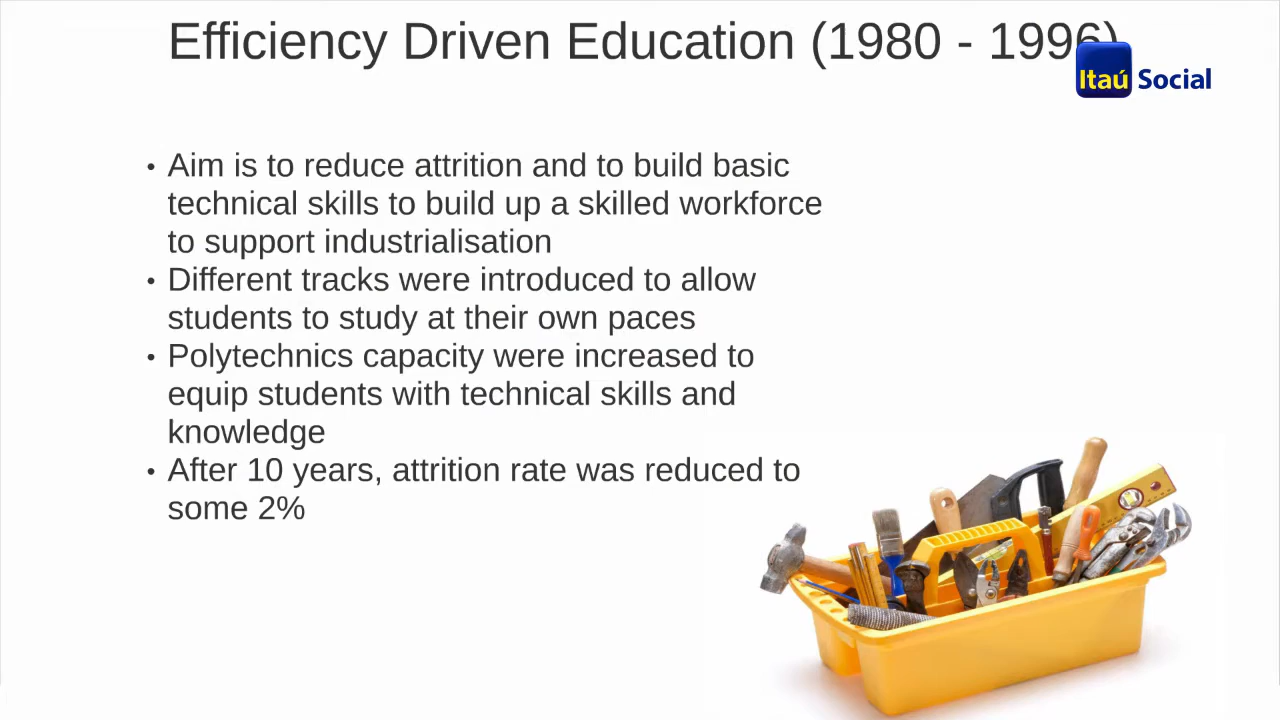 Efficiency Driven Education (1980 - 1996)
Itaú Social
• Aim is to reduce attrition and to build basic
technical skills to build up a skilled workforce
to support industrialisation
• Different tracks were introduced to allow
students to study at their own paces
• Polytechnics capacity were increased to
equip students with technical skills and
knowledge
• After 10 years, attrition rate was reduced to
some 2%